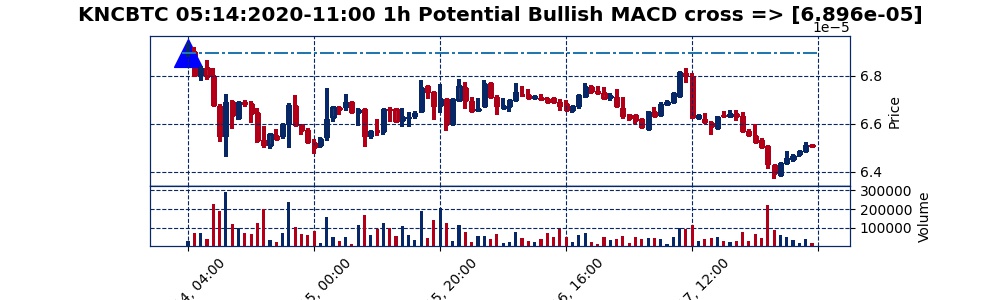 KNCBTC 05:14:2020-11:00 1h Potential Bullish MACD cross => [6.896e-05]
1e−5
6.8
6.6
6.4
Price
300000
200000
100000
Volume
4, 04:00
5, 00:00
5, 20:00
6, 16:00
7, 12:00